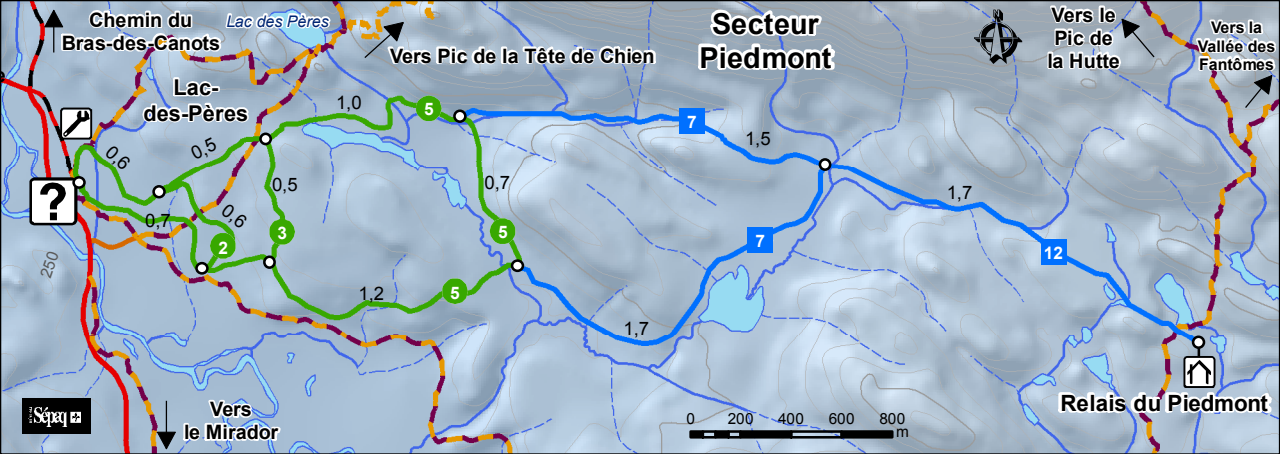 Chemin du
Bras-des-Canots
Lac des Pères
Vers Pic de la Tête de Chien
Secteur
Piedmont
Vers le
Pic de
la Hutte
Vers la
Vallée des
Fantômes
Lac-
des-Pères
1,0
5
7
1,5
0,6
0,5
0,5
0,7
1,7
?
0,7
0,6
2
3
5
7
12
250
1,2
5
1,7
Relais du Piedmont
Sépaq
Vers
le Mirador
0 200 400 600 800
m